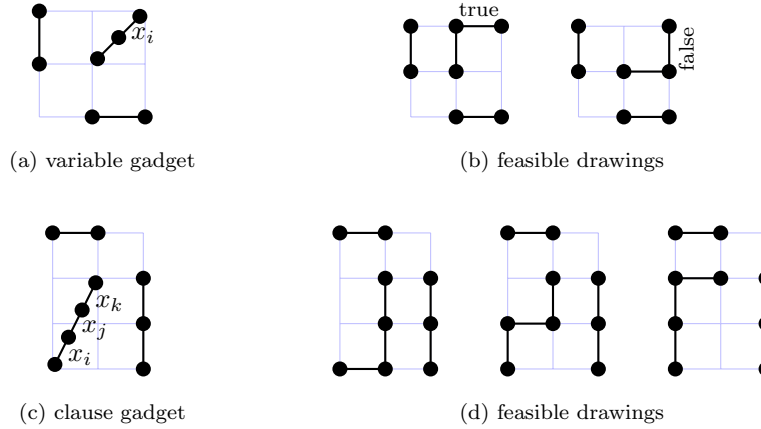 true
x_i
false
(a) variable gadget
(b) feasible drawings
x_k
x_j
x_i
(c) clause gadget
(d) feasible drawings